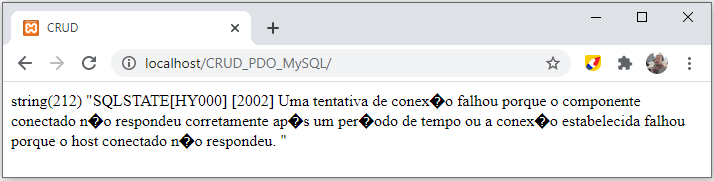 CRUD
localhost/CRUD_PDO_MySQL/
string(212) "SQLSTATE[HY000] [2002] Uma tentativa de conex�o falhou porque o componente
conectado n�o respondeu corretamente ap�s um per�odo de tempo ou a conex�o estabelecida falhou
porque o host conectado n�o respondeu. "